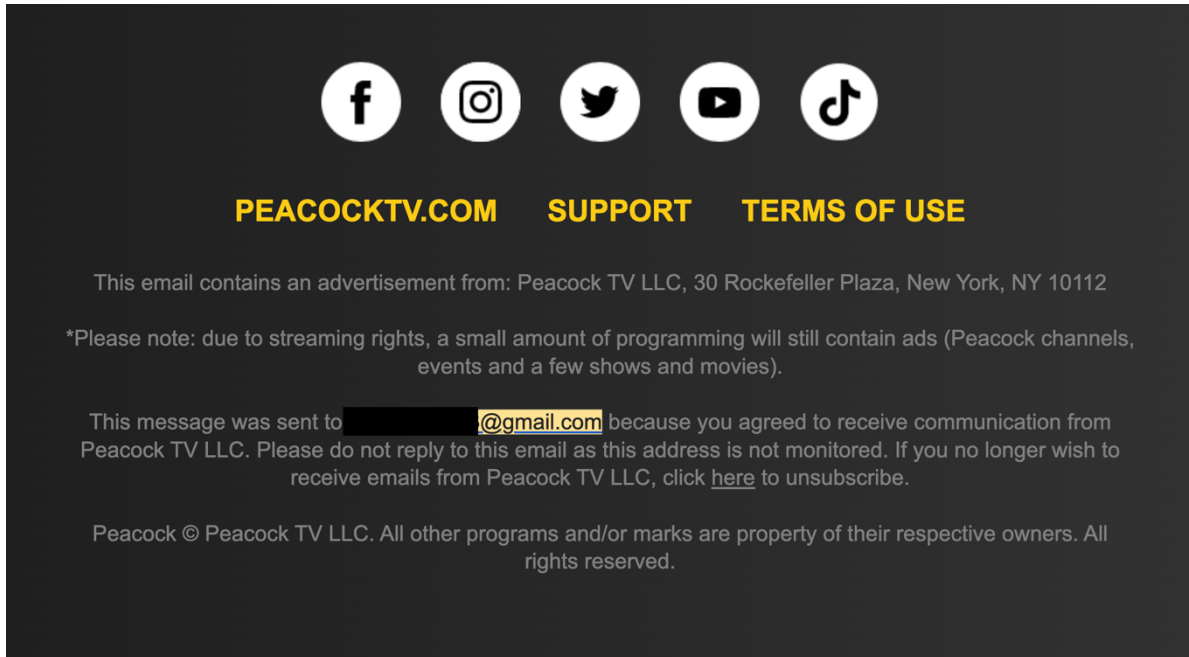 PEACOCKTV.COM SUPPORT TERMS OF USE
This email contains an advertisement from: Peacock TV LLC, 30 Rockefeller Plaza, New York, NY 10112
*Please note: due to streaming rights, a small amount of programming will still contain ads (Peacock channels,
events and a few shows and movies).
This message was sent to @gmail.com because you agreed to receive communication from
Peacock TV LLC. Please do not reply to this email as this address is not monitored. If you no longer wish to
receive emails from Peacock TV LLC, click here to unsubscribe.
Peacock © Peacock TV LLC. All other programs and/or marks are property of their respective owners. All
rights reserved.